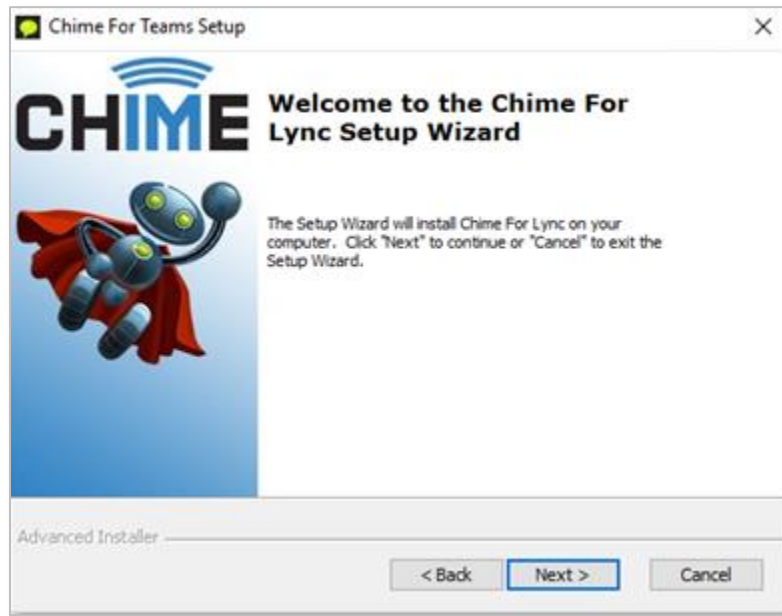 Chime For Teams Setup
CHIME
Welcome to the Chime For
Lync Setup Wizard
The Setup Wizard will install Chime For Lync on your
computer. Click "Next" to continue or "Cancel" to exit the
Setup Wizard.
Advanced Installer
< Back Next > Cancel